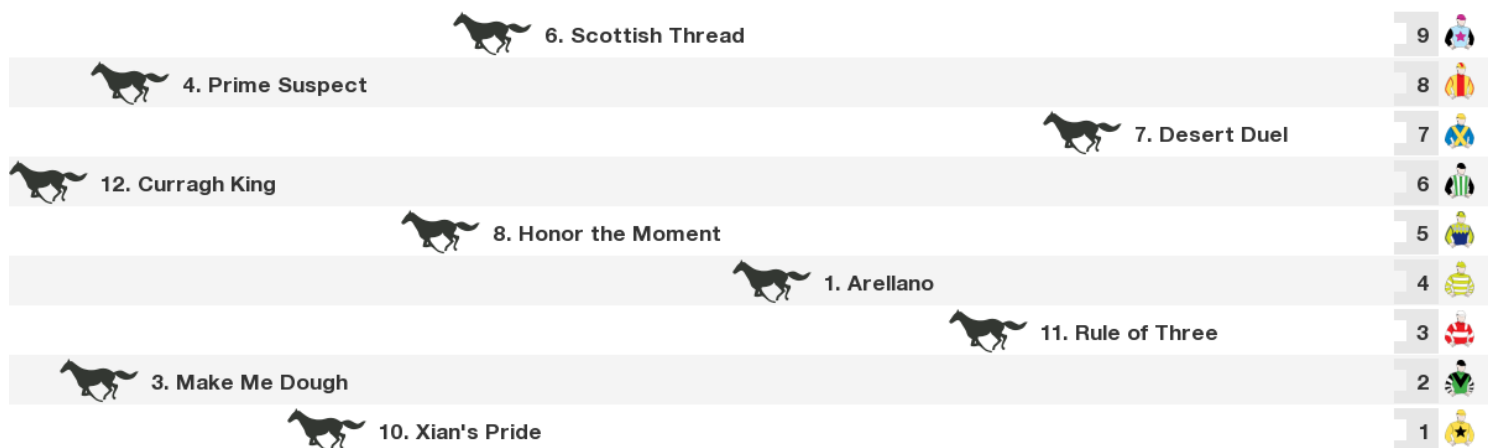 6. Scottish Thread 9
4. Prime Suspect 8
7. Desert Duel 7
12. Curragh King 6
8. Honor the Moment 5
1. Arellano 4
11. Rule of Three 3
3. Make Me Dough 2
10. Xian's Pride 1